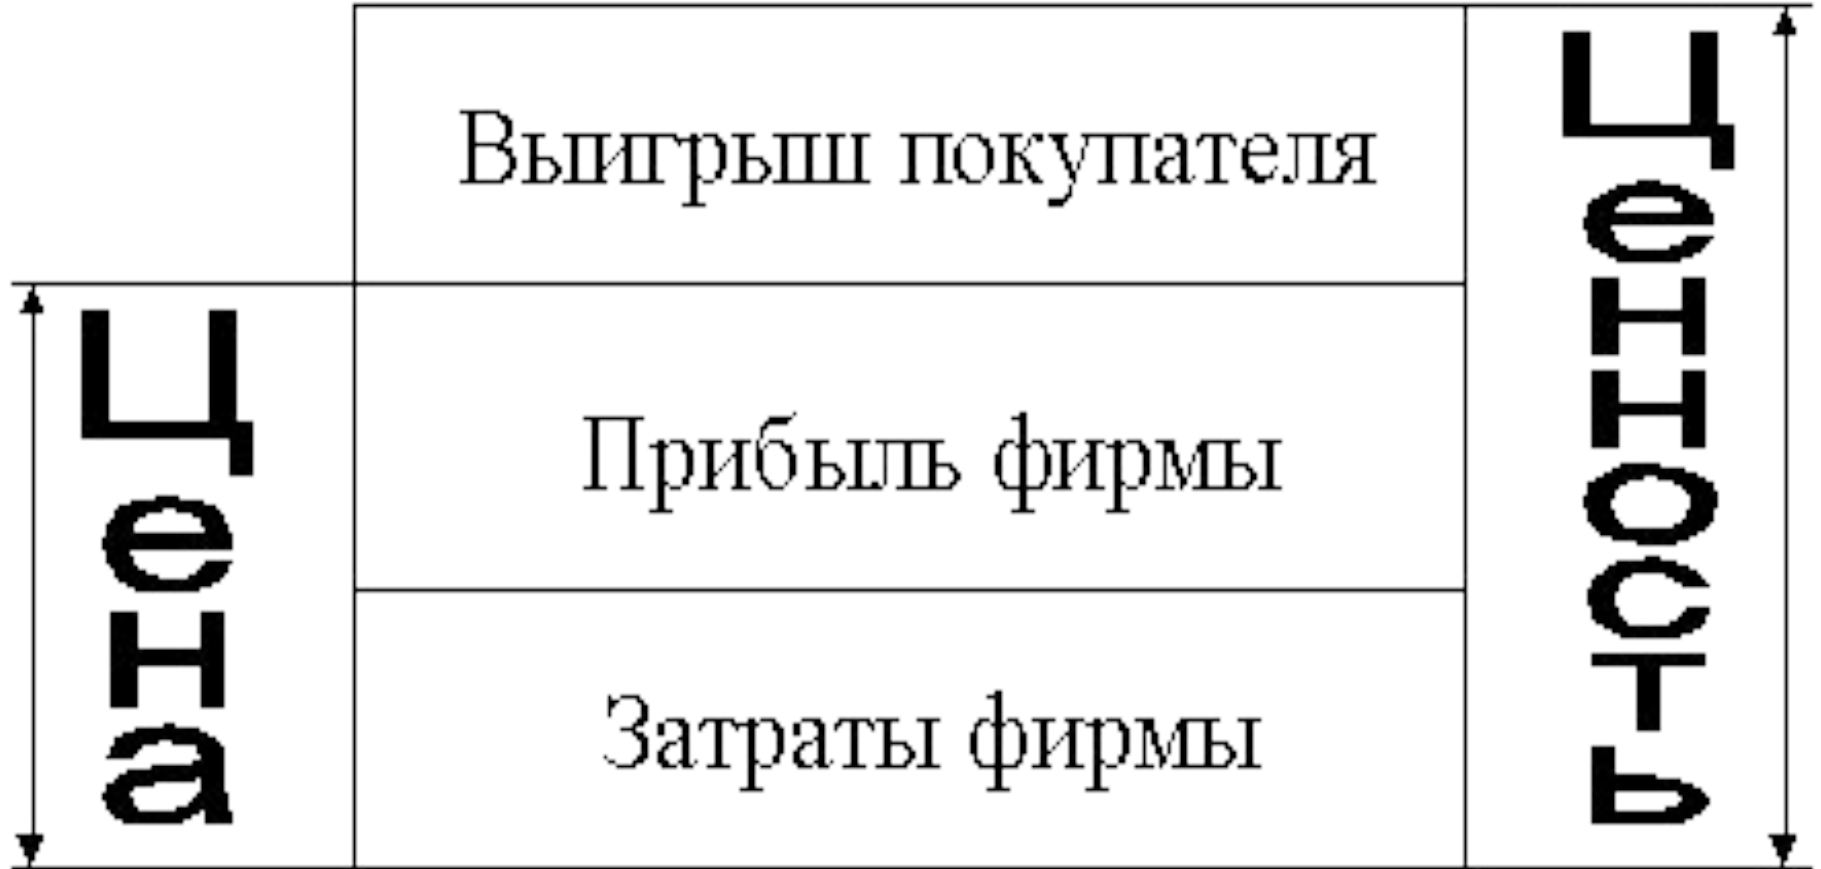 Выигрыш покупателя
Ценность
Цена
Прибыль фирмы
Затраты фирмы